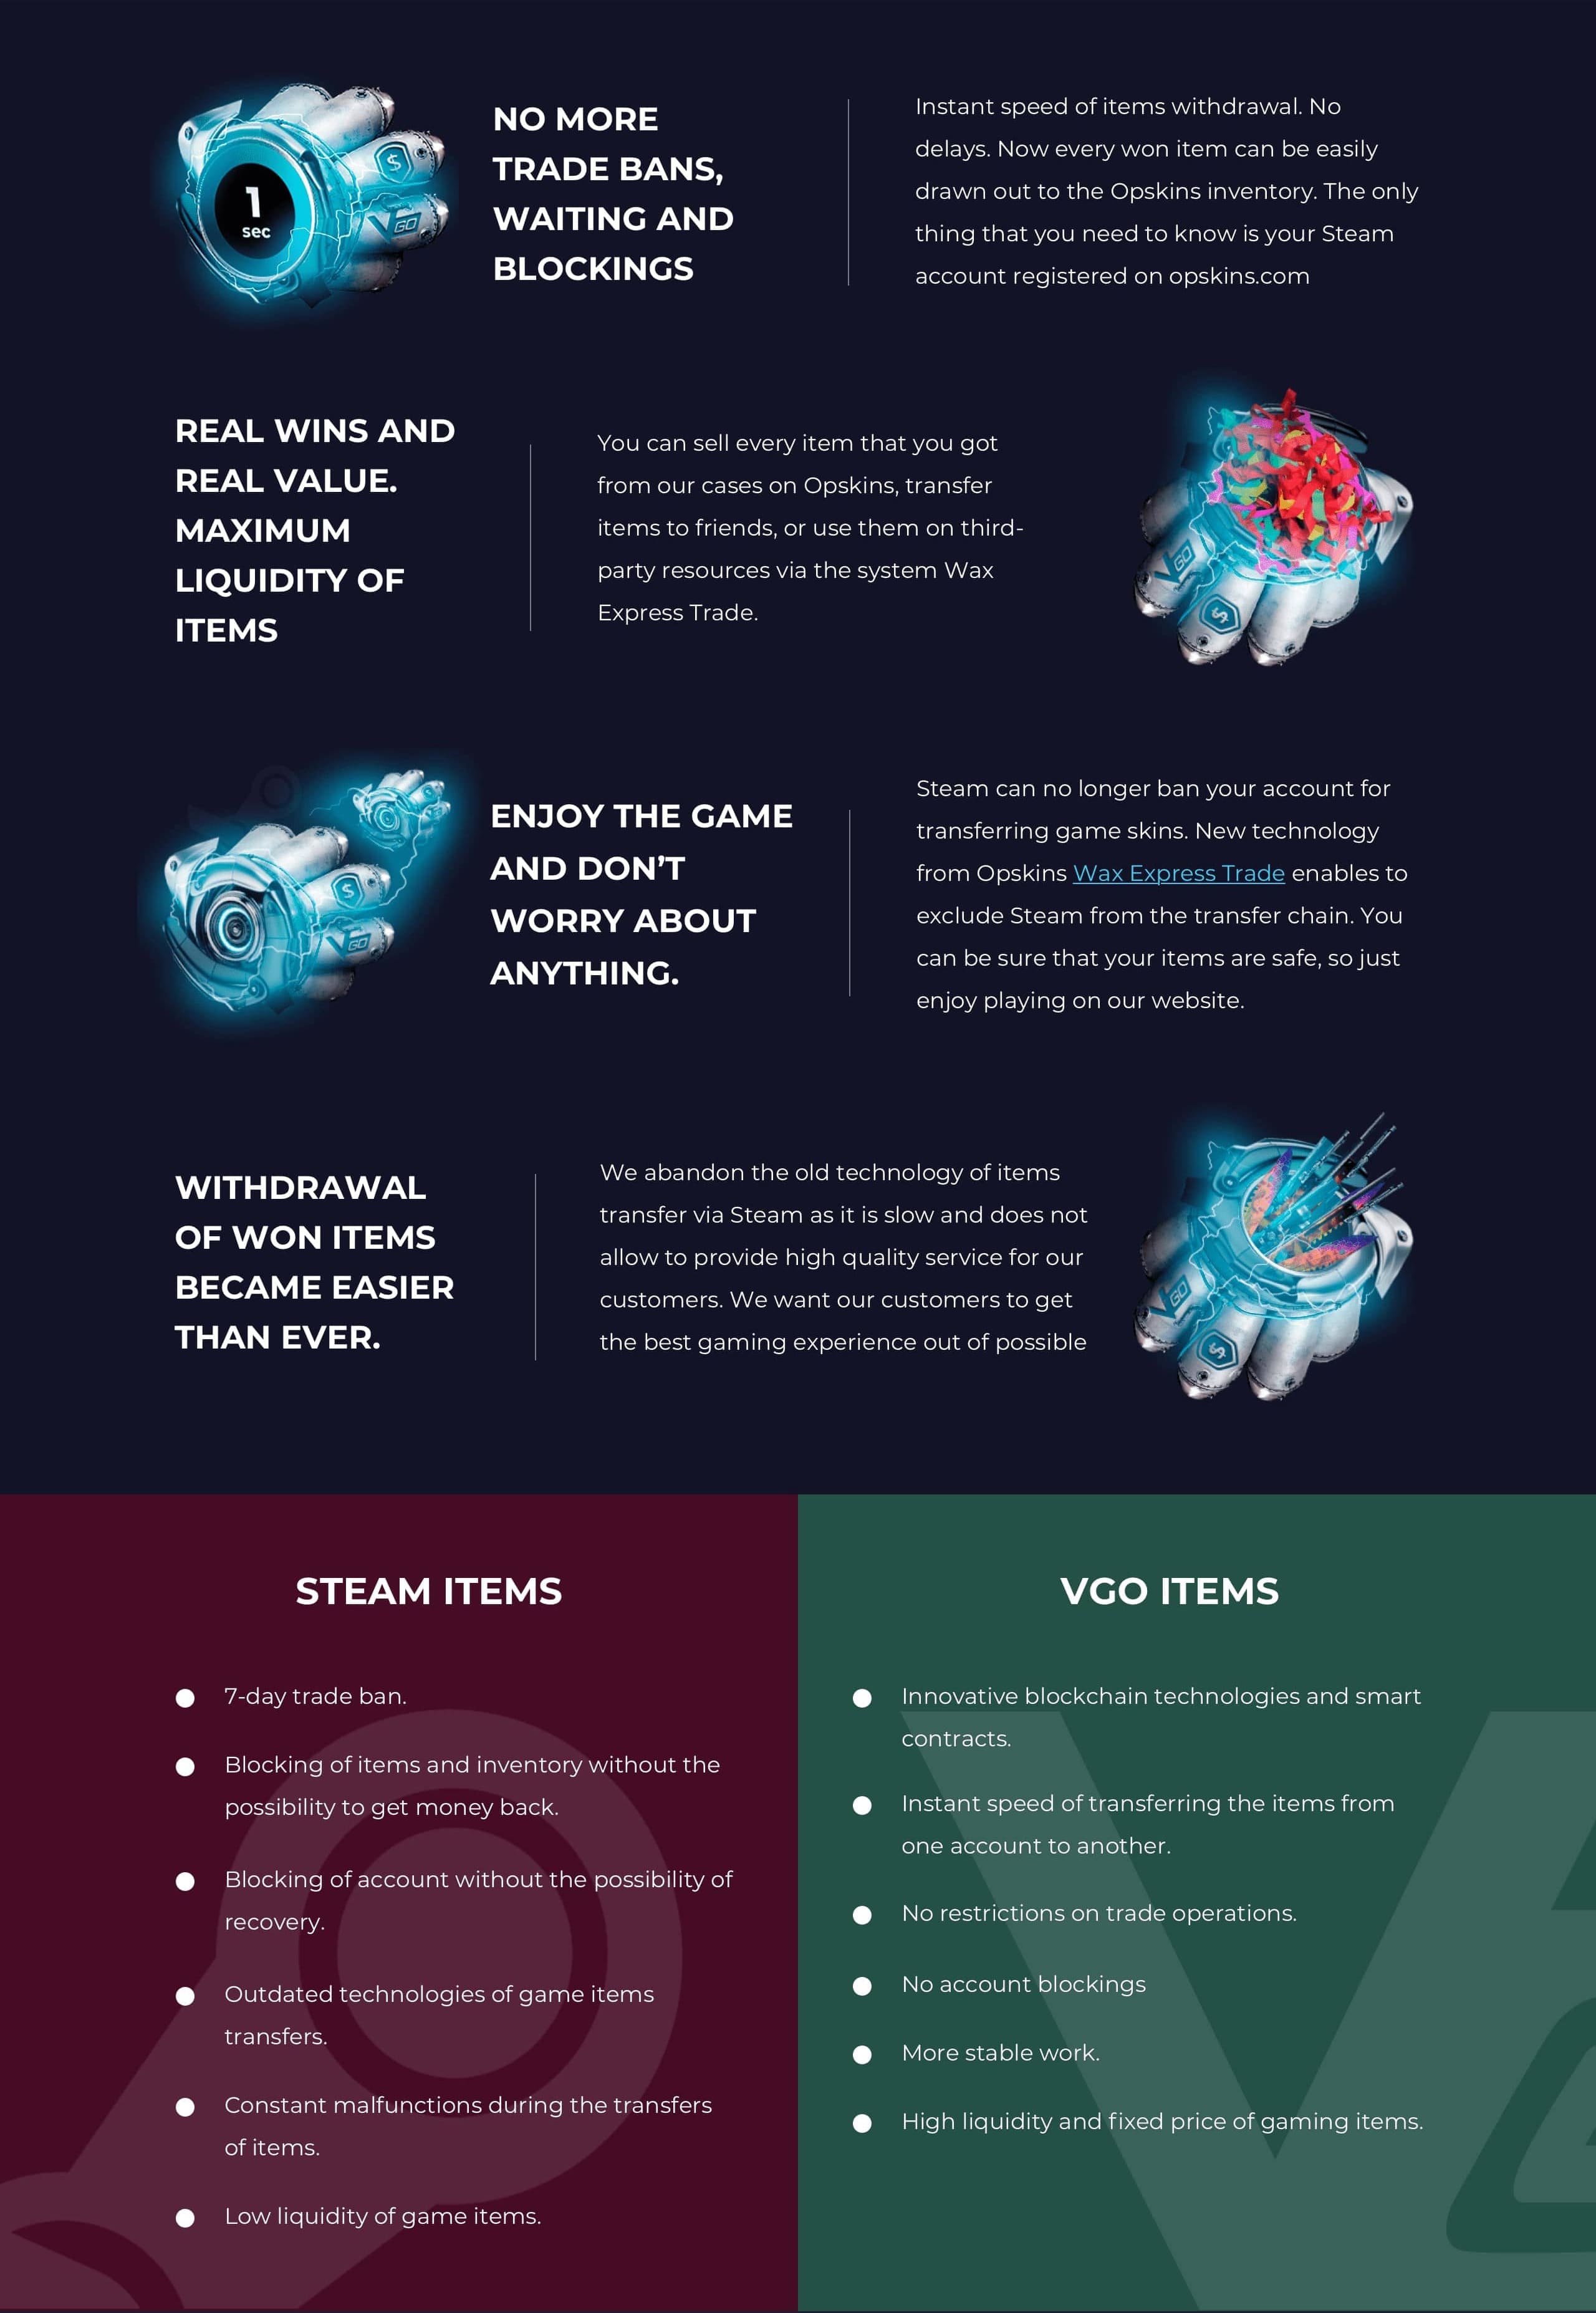 1
sec
$
VGO
NO MORE
TRADE BANS,
WAITING AND
BLOCKINGS
Instant speed of items withdrawal. No
delays. Now every won item can be easily
drawn out to the Opskins inventory. The only
thing that you need to know is your Steam
account registered on opskins.com
REAL WINS AND
REAL VALUE.
MAXIMUM
LIQUIDITY OF
ITEMS
You can sell every item that you got
from our cases on Opskins, transfer
items to friends, or use them on third-
party resources via the system Wax
Express Trade.
VGO
$
$
VGO
ENJOY THE GAME
AND DON’T
WORRY ABOUT
ANYTHING.
Steam can no longer ban your account for
transferring game skins. New technology
from Opskins Wax Express Trade enables to
exclude Steam from the transfer chain. You
can be sure that your items are safe, so just
enjoy playing on our website.
WITHDRAWAL
OF WON ITEMS
BECAME EASIER
THAN EVER.
We abandon the old technology of items
transfer via Steam as it is slow and does not
allow to provide high quality service for our
customers. We want our customers to get
the best gaming experience out of possible
VGO
$
STEAM ITEMS
7-day trade ban.
Blocking of items and inventory without the
possibility to get money back.
Blocking of account without the possibility of
recovery.
Outdated technologies of game items
transfers.
Constant malfunctions during the transfers
of items.
Low liquidity of game items.
VGO ITEMS
Innovative blockchain technologies and smart
contracts.
Instant speed of transferring the items from
one account to another.
No restrictions on trade operations.
No account blockings
More stable work.
High liquidity and fixed price of gaming items.